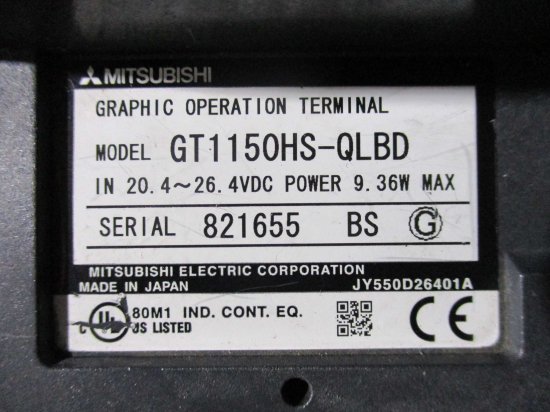 MITSUBISHI
GRAPHIC OPERATION TERMINAL
MODEL GT1150HS-QLBD
IN 20.4~26.4VDC POWER 9.36W MAX
SERIAL 821655 BS G
MITSUBISHI ELECTRIC CORPORATION
MADE IN JAPAN JY550D26401A
C UL 80M1 IND. CONT. EQ.
US LISTED
CE